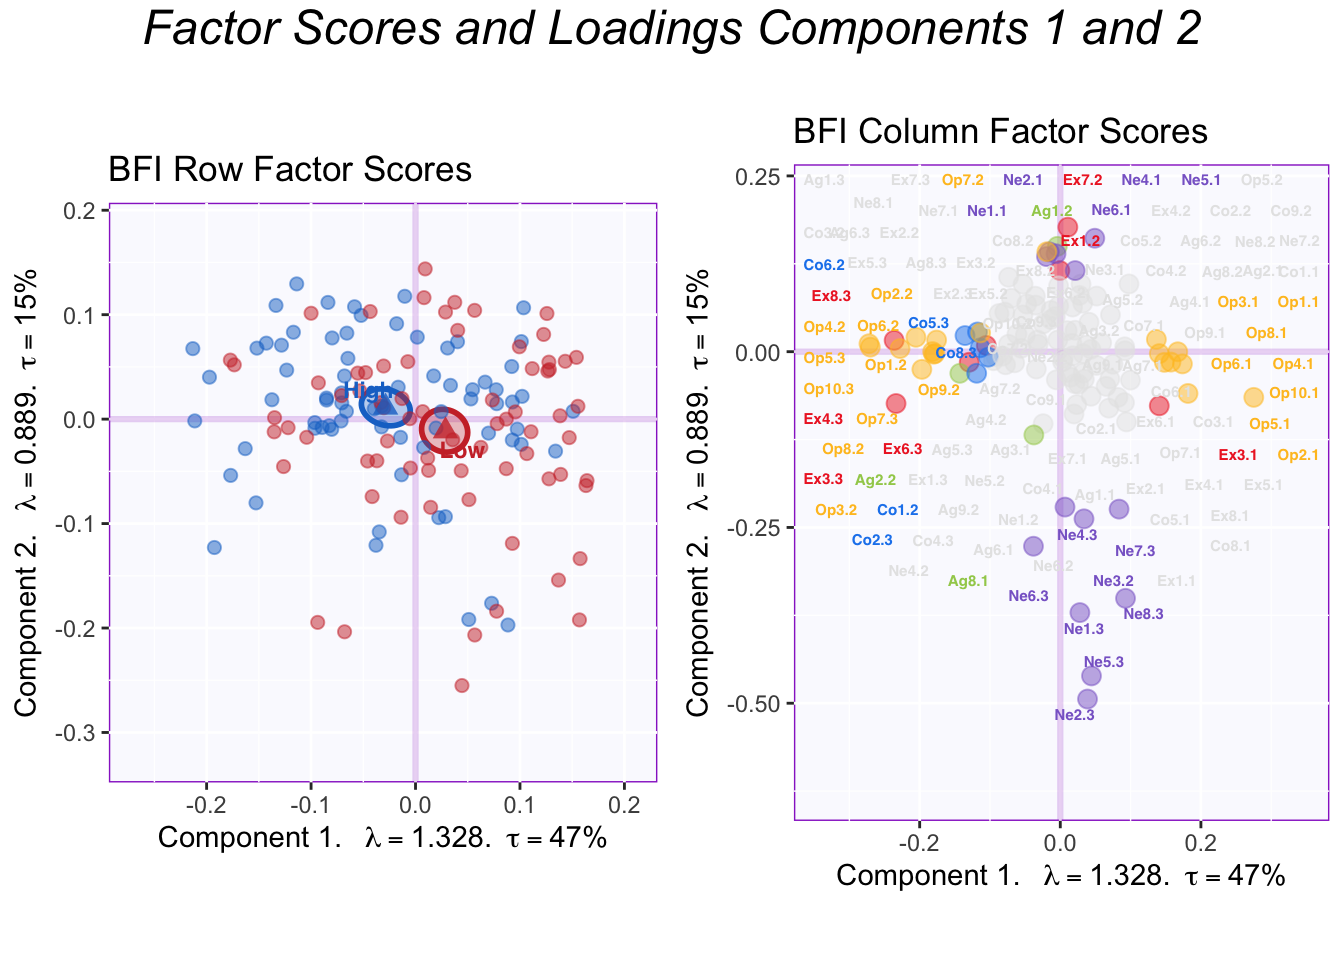 Factor Scores and Loadings Components 1 and 2
BFI Row Factor Scores
0.2
0.1
0.0
-0.1
-0.2
-0.3
-0.2 -0.1 0.0 0.1 0.2
Component 2. λ = 0.889. τ = 15%
Component 1. λ = 1.328. τ = 47%
High
Low
BFI Column Factor Scores
0.25
0.00
-0.25
-0.50
-0.2 0.0 0.2
Component 2. λ = 0.889. τ = 15%
Component 1. λ = 1.328. τ = 47%
Ag1.3 Ex7.3 Op7.2 Ne2.1 Ex7.2 Ne4.1 Ne5.1 Op5.2
Ne8.1 Ne7.1 Ne1.1 Ag1.2 Ne6.1 Ex4.2 Co2.2 Co9.2
Ag6.3 Ex2.2 Co8.2 Ex1.2 Co5.2 Ag6.2 Ne8.2 Ne7.2
Co6.2 Ex5.3 Ag8.3 Ex3.2 Ne3.1 Co4.2 Ag8.2 Ag2.1 Co1.1
Ex8.3 Op2.2 Ex2.3 Ex5.2 Ag5.2 Ag4.1 Op3.1 Op1.1
Op4.2 Op6.2 Co5.3 Ag3.2 Co7.1 Op9.1 Op8.1
Op5.3 Op1.2 Co8.3 Op6.1 Op4.1
Op10.3 Op9.2 Ag7.2 Op10.1
Ex4.3 Op7.3 Ag4.2 Co2.1 Ex6.1 Co3.1 Op5.1
Op8.2 Ex6.3 Ag5.3 Ag3.1 Ex7.1 Ag5.1 Op7.1 Ex3.1 Op2.1
Ex3.3 Ag2.2 Ex1.3 Ne5.2 Co4.1 Ag1.1 Ex2.1 Ex4.1 Ex5.1
Op3.2 Co1.2 Ag9.2 Ne1.2 Ne4.3 Co5.1 Ex8.1
Co2.3 Co4.3 Ag6.1 Ne7.3 Co8.1
Ne4.2 Ag8.1 Ne6.2 Ne3.2 Ex1.1
Ne6.3 Ne8.3
Ne1.3
Ne5.3
Ne2.3